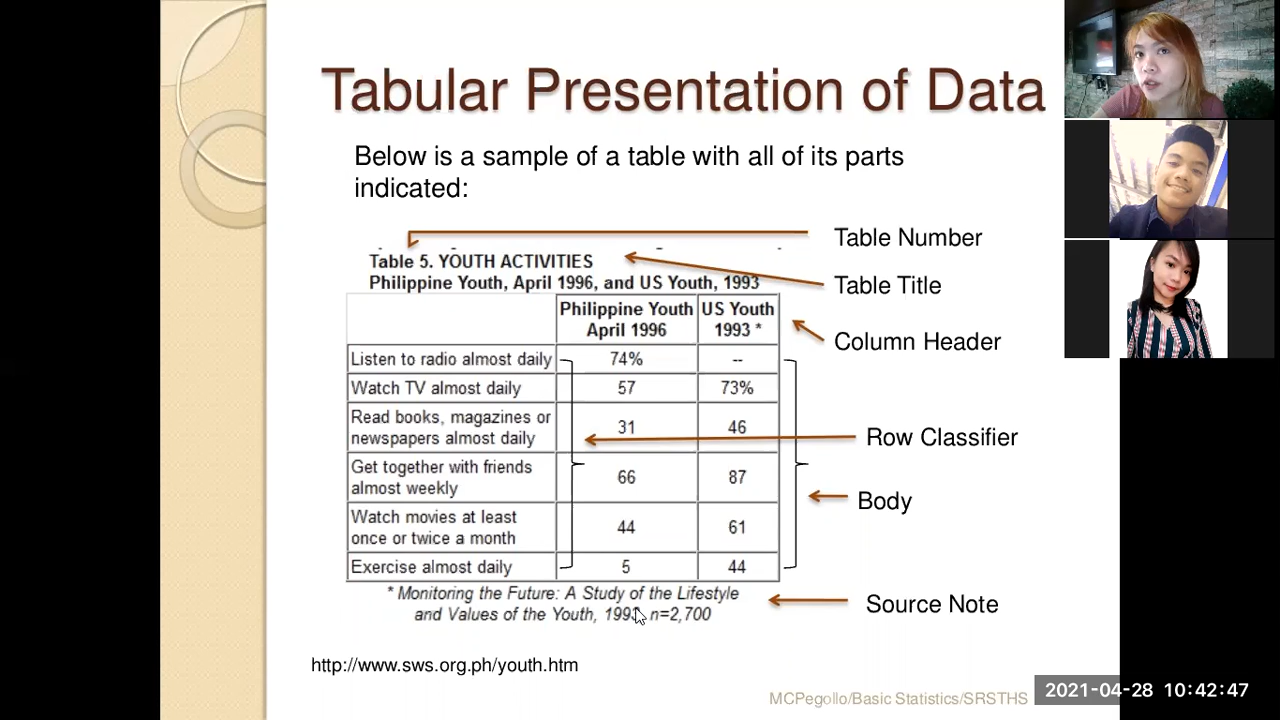 Tabular Presentation of Data
Below is a sample of a table with all of its parts
indicated:
Table Number
Table 5. YOUTH ACTIVITIES
Philippine Youth, April 1996, and US Youth, 1993
Table Title
Philippine Youth April 1996
US Youth 1993 *
Column Header
Listen to radio almost daily 74% --
Watch TV almost daily 57 73%
Read books, magazines or
newspapers almost daily 31 46
Row Classifier
Get together with friends
almost weekly 66 87
Body
Watch movies at least
once or twice a month 44 61
Exercise almost daily 5 44
* Monitoring the Future: A Study of the Lifestyle
and Values of the Youth, 1993 n=2,700
Source Note
http://www.sws.org.ph/youth.htm
MCPegollo/Basic Statistics/SRSTHS
2021-04-28 10:42:47